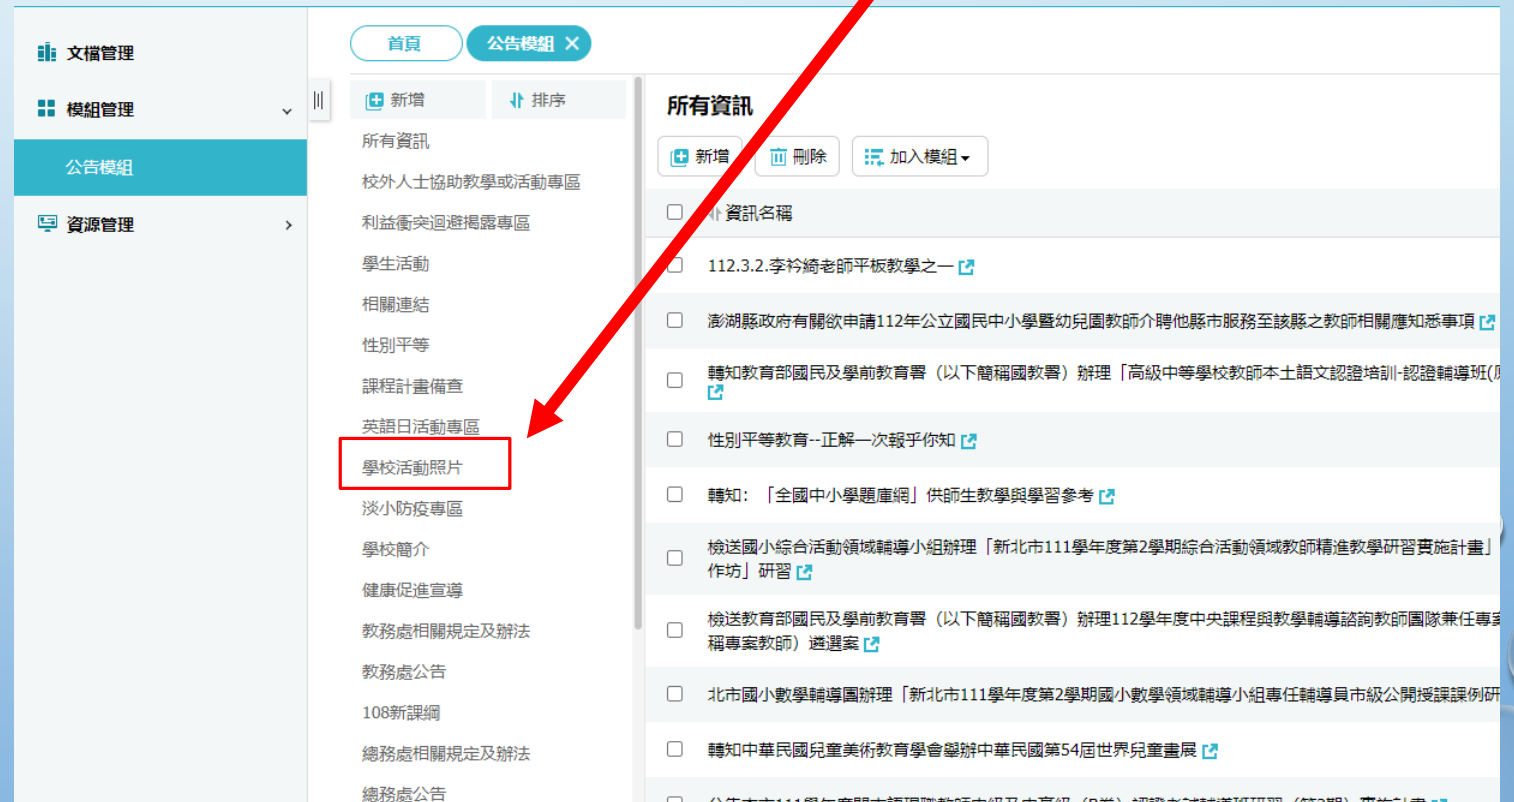 文檔管理
模組管理
公告模組
資源管理
首頁
公告模組
新增
排序
所有資訊
校外人士協助教學或活動專區
利益衝突迴避揭露專區
學生活動
相關連結
性別平等
課程計畫備查
英語日活動專區
學校活動照片
淡小防疫專區
學校簡介
健康促進宣導
教務處相關規定及辦法
教務處公告
108新課綱
總務處相關規定及辦法
總務處公告
所有資訊
新增
刪除
加入模組
資訊名稱
112.3.2.李衿綺老師平板教學之一
澎湖縣政府有關欲申請112年公立國民中小學暨幼兒園教師介聘他縣市服務至該縣之教師相關應知悉事項
轉知教育部國民及學前教育署（以下簡稱國教署）辦理「高級中等學校教師本土語文認證培訓-認證輔導班(
性別平等教育--正解一次報乎你知
轉知：「全國中小學題庫網」供師生教學與學習參考
檢送國小綜合活動領域輔導小組辦理「新北市111學年度第2學期綜合活動領域教師精進教學研習實施計畫」
作坊」研習
檢送教育部國民及學前教育署（以下簡稱國教署）辦理112學年度中央課程與教學輔導諮詢教師團隊兼任專案
稱專案教師）遴選案
北市國小數學輔導團辦理「新北市111學年度第2學期國小數學領域輔導小組專任輔導員市級公開授課課例研
轉知中華民國兒童美術教育學會舉辦中華民國第54屆世界兒童畫展